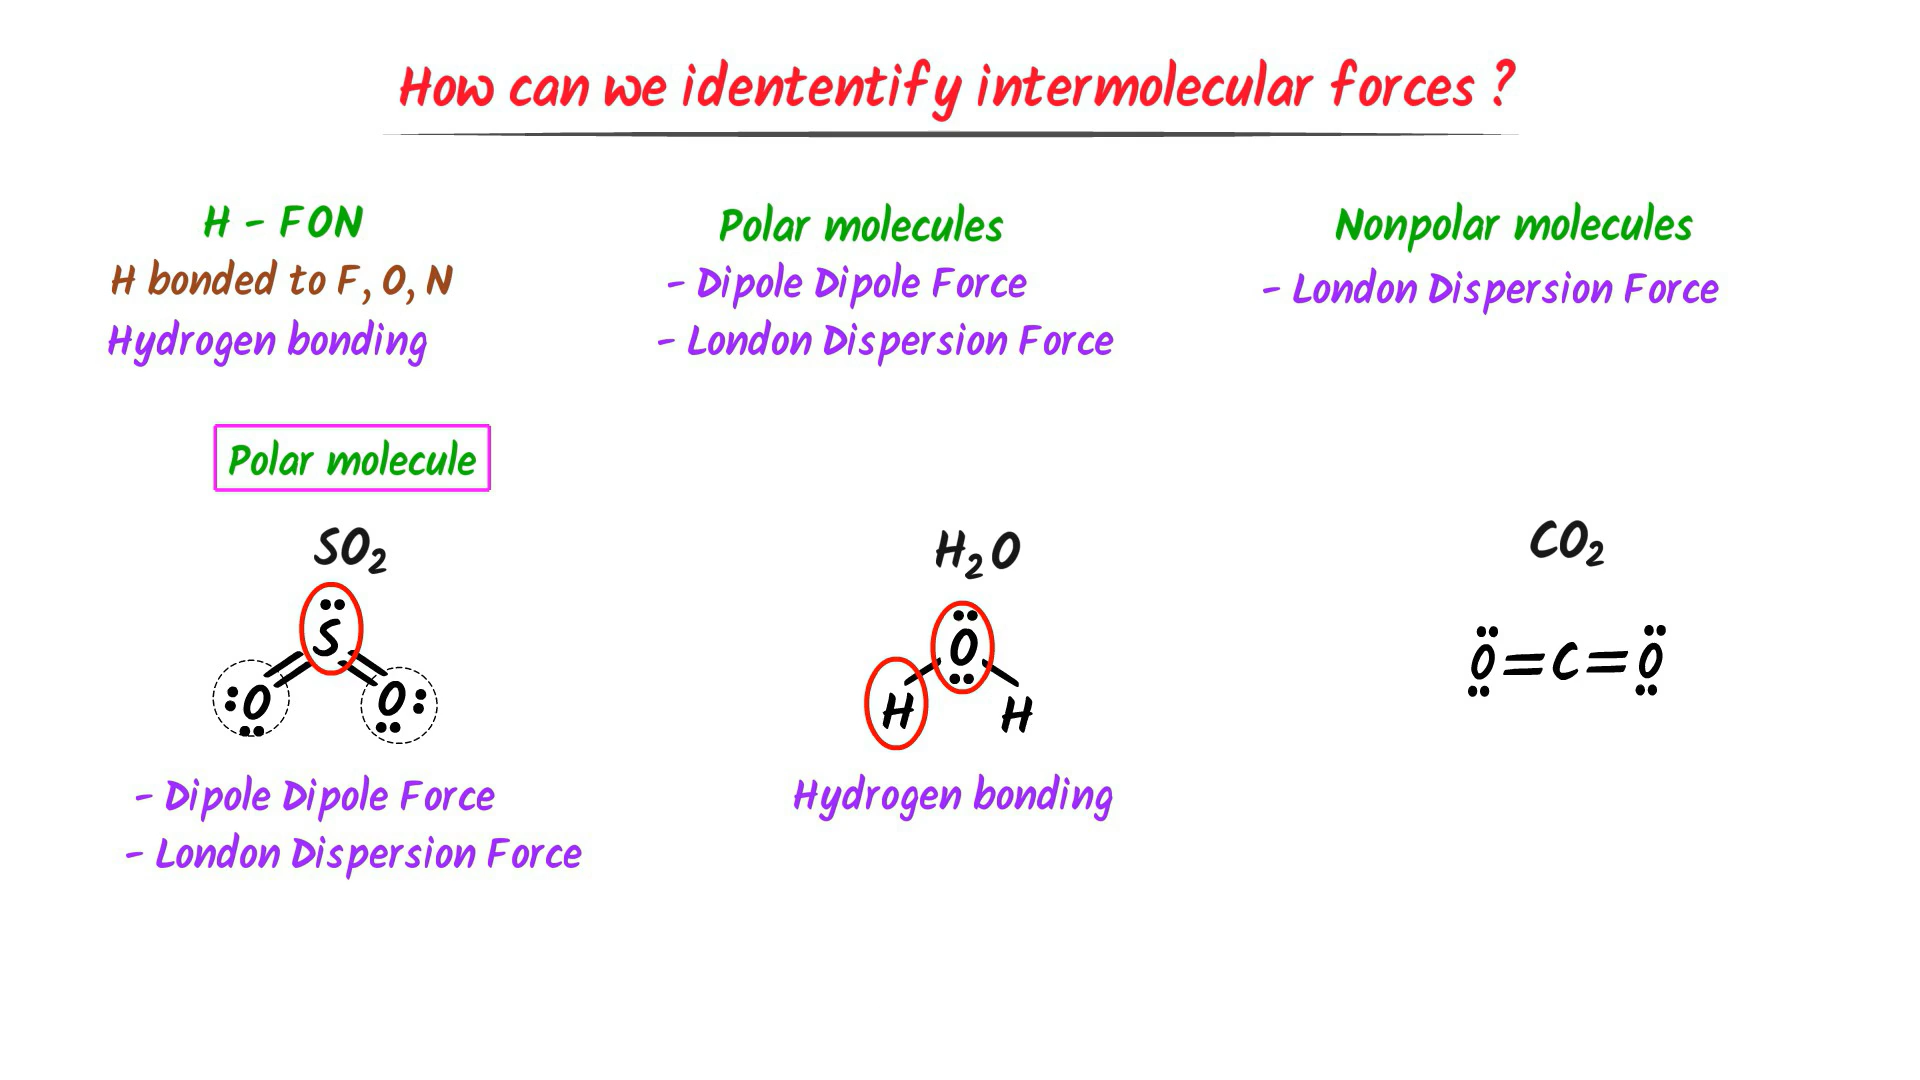 How can we idententify intermolecular forces ?
H - FON
H bonded to F, O, N
Hydrogen bonding
Polar molecules
- Dipole Dipole Force
- London Dispersion Force
Nonpolar molecules
- London Dispersion Force
Polar molecule
SO₂
S
O O
- Dipole Dipole Force
- London Dispersion Force
H₂O
O
H H
Hydrogen bonding
CO₂
O=C=O